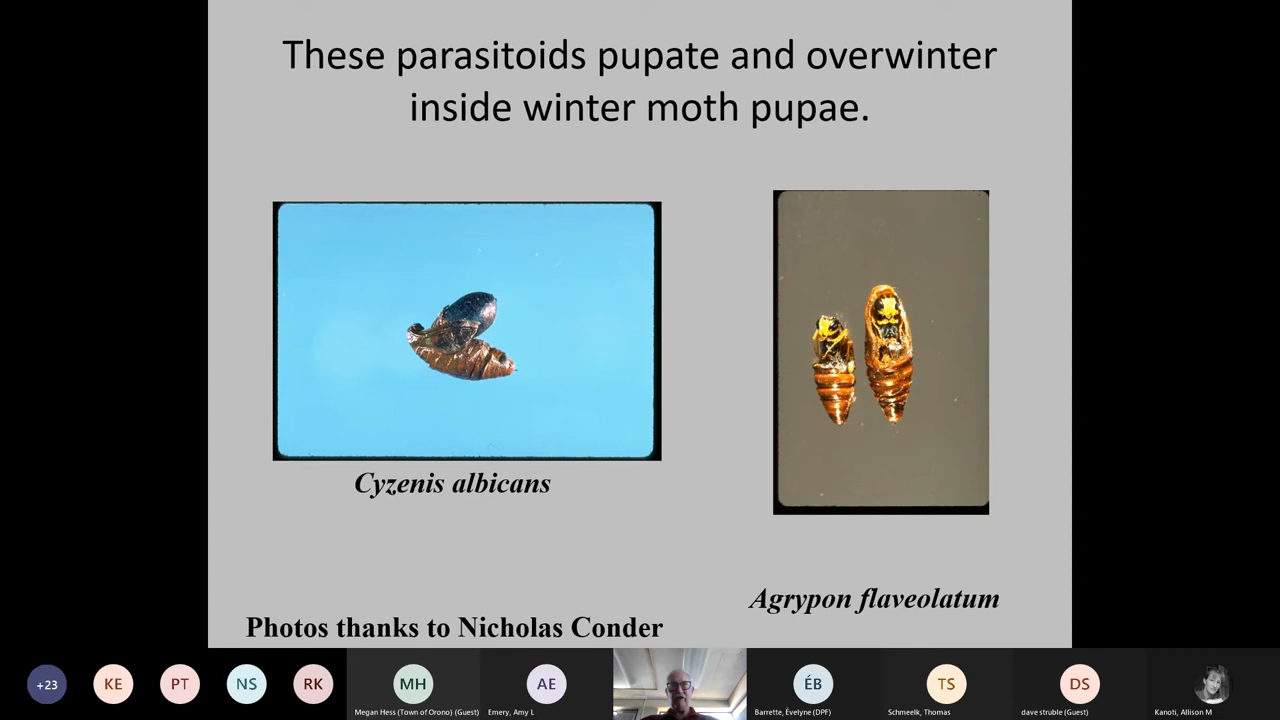 These parasitoids pupate and overwinter
inside winter moth pupae.
Cyzenis albicans
Agrypon flaveolatum
Photos thanks to Nicholas Conder
+23
KE
PT
NS
RK
MH
AE
ÉB
TS
DS
Megan Hess (Town of Orono) (Guest)
Emery, Amy L
Barrette, Évelyne (DPF)
Schmeelk, Thomas
dave struble (Guest)
Kanoti, Allison M